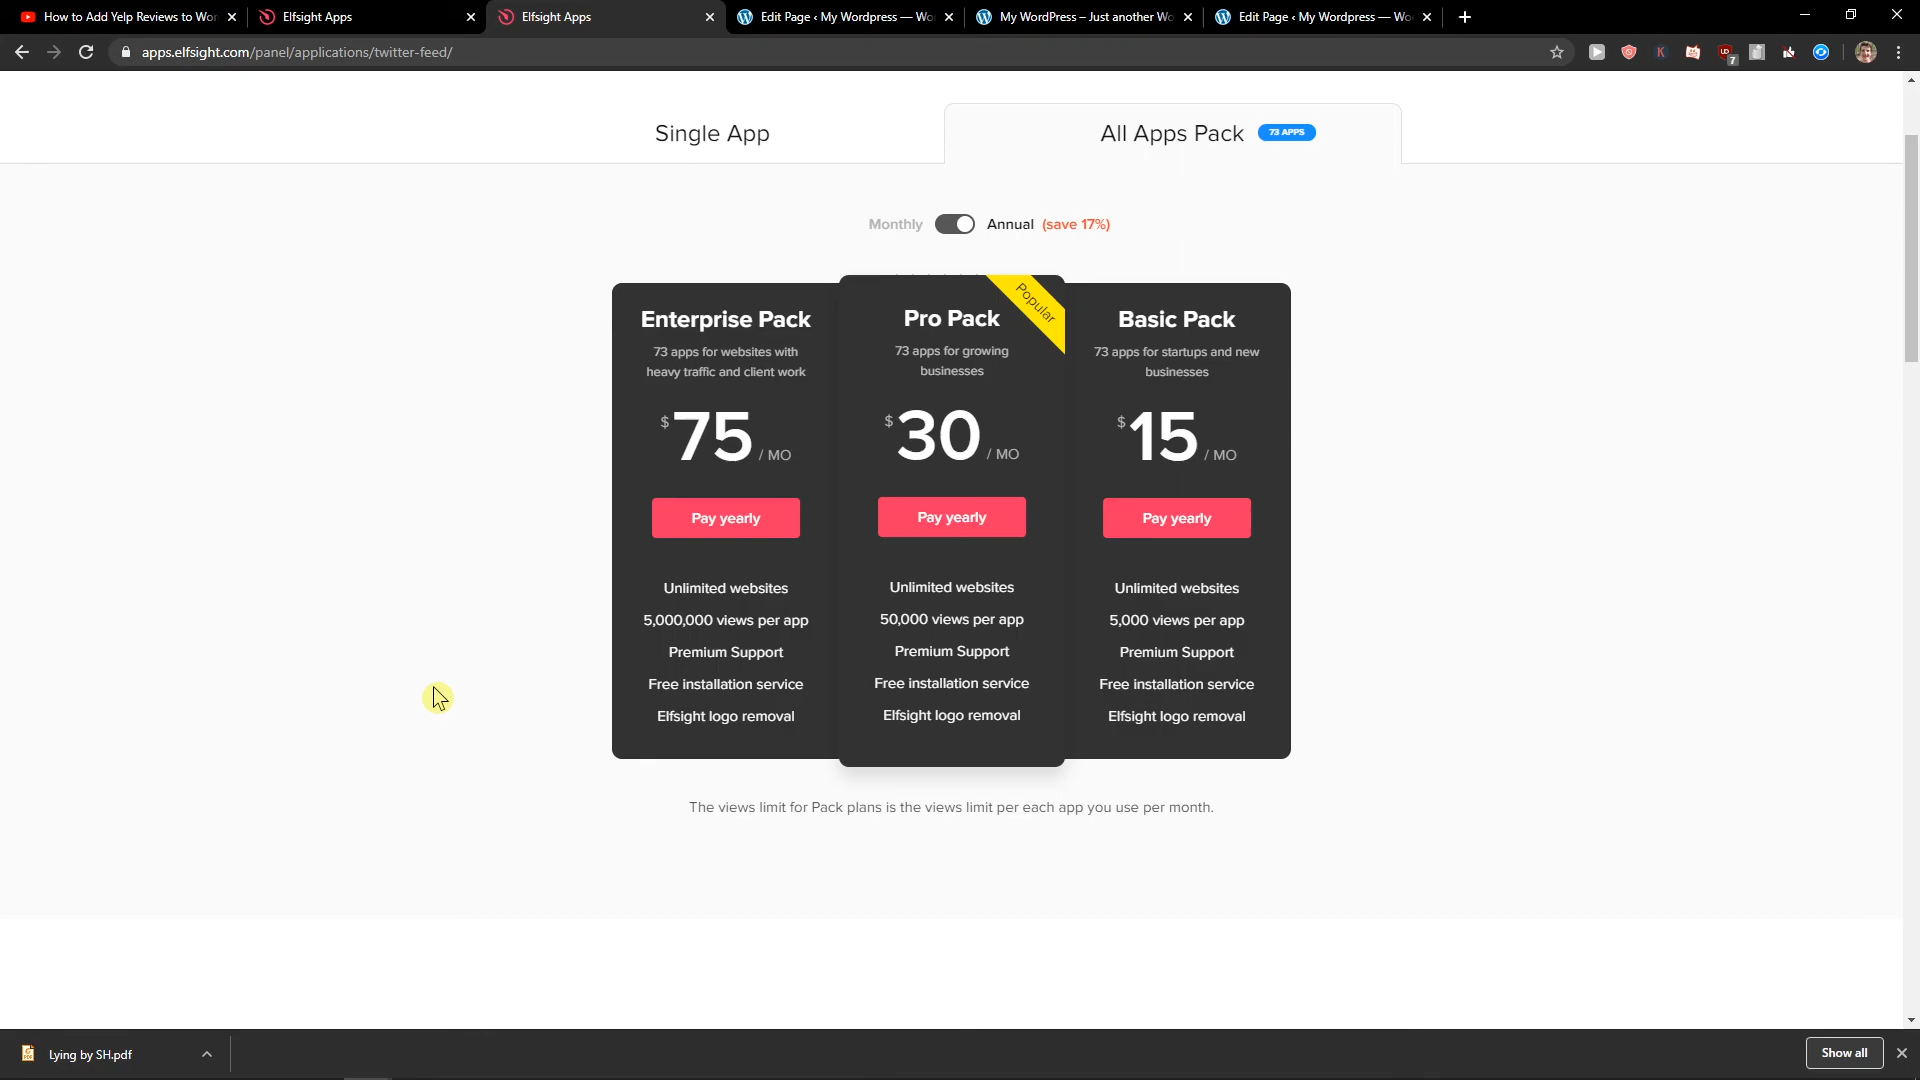 How to Add Yelp Reviews to Wor
Elfsight Apps
Elfsight Apps
Edit Page ‹ My Wordpress — Wo
My WordPress – Just another Wo
Edit Page ‹ My Wordpress — Wo
apps.elfsight.com/panel/applications/twitter-feed/
7
Single App
All Apps Pack
73 APPS
Monthly
Annual (save 17%)
Enterprise Pack
73 apps for websites with
heavy traffic and client work
$75 / MO
Pay yearly
Unlimited websites
5,000,000 views per app
Premium Support
Free installation service
Elfsight logo removal
Popular
Pro Pack
73 apps for growing
businesses
$30 / MO
Pay yearly
Unlimited websites
50,000 views per app
Premium Support
Free installation service
Elfsight logo removal
Basic Pack
73 apps for startups and new
businesses
$15 / MO
Pay yearly
Unlimited websites
5,000 views per app
Premium Support
Free installation service
Elfsight logo removal
The views limit for Pack plans is the views limit per each app you use per month.
Lying by SH.pdf
Show all